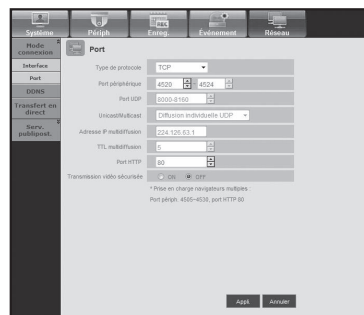 Système Périph Enreg. Événement Réseau
Mode connexion
Interface
Port
DDNS
Transfert en direct
Serv. publipost.
Port
Type de protocole TCP
Port périphérique 4520 ~ 4524
Port UDP 8000-8160
Unicast/Multicast Diffusion individuelle UDP
Adresse IP multidiffusion 224.126.63.1
TTL multidiffusion 5
Port HTTP 80
Transmission vidéo sécurisée ON OFF
* Prise en charge navigateurs multiples :
Port périph. 4505~4530, port HTTP 80
Appli Annuler